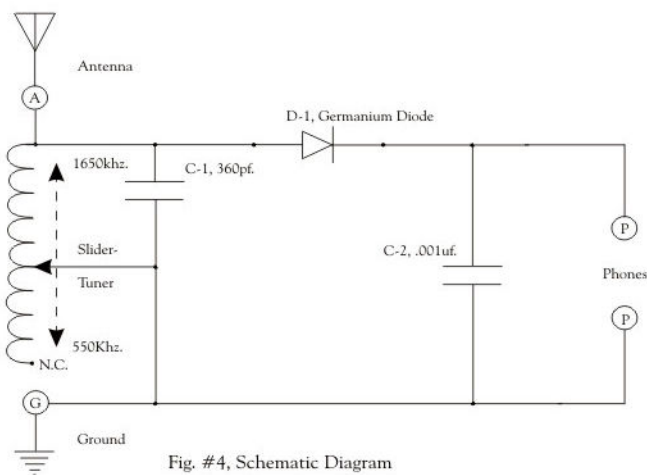 Antenna
A
D-1, Germanium Diode
1650khz.
C-1, 360pf.
Slider-
Tuner
C-2, .001uf.
P
Phones
P
550Khz.
N.C.
G
Ground
Fig. #4, Schematic Diagram